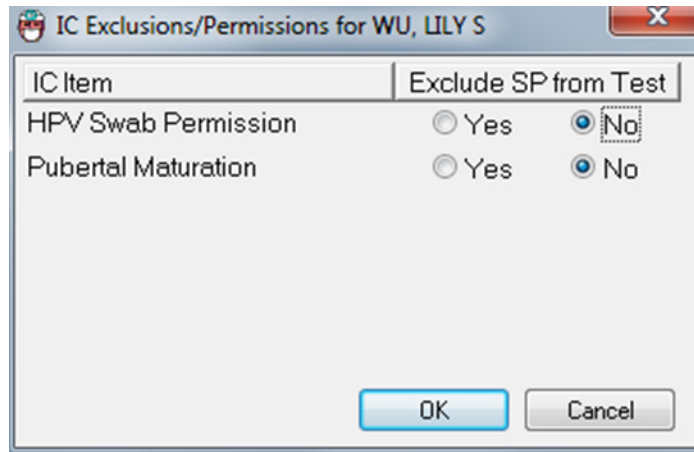 IC Exclusions/Permissions for WU, LILY S
IC Item Exclude SP from Test
HPV Swab Permission Yes No
Pubertal Maturation Yes No
OK Cancel